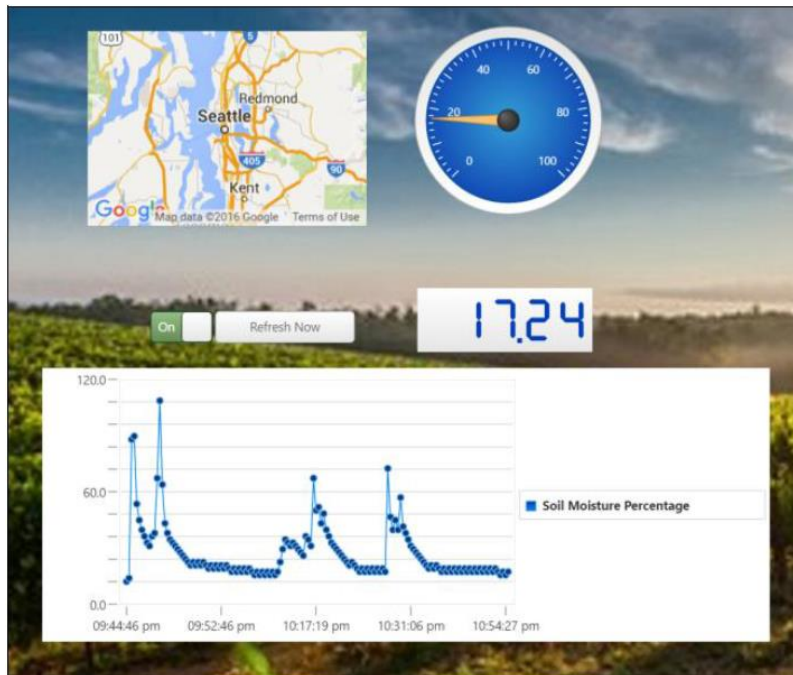 101
5
Redmond
Seattle
405
90
Kent
Google
Map data ©2016 Google
Terms of Use
0
20
40
60
80
100
On
Refresh Now
17.24
120.0
60.0
0.0
09:44:46 pm
09:52:46 pm
10:17:19 pm
10:31:06 pm
10:54:27 pm
Soil Moisture Percentage